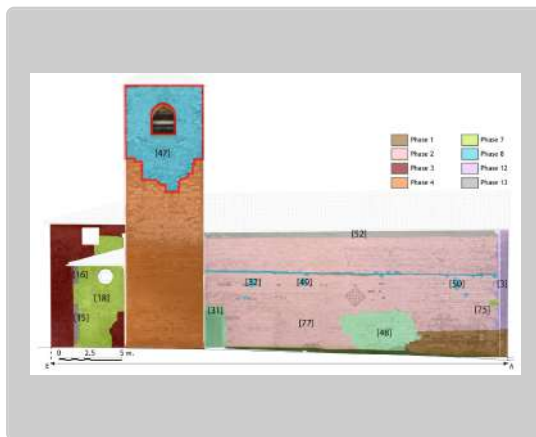 [47]
Phase 1
Phase 7
Phase 2
Phase 8
Phase 3
Phase 12
Phase 4
Phase 13
[52]
[16]
[32]
[49]
[50]
[3]
[18]
[31]
[75]
[15]
[77]
[48]
0 2.5 5 m.
A